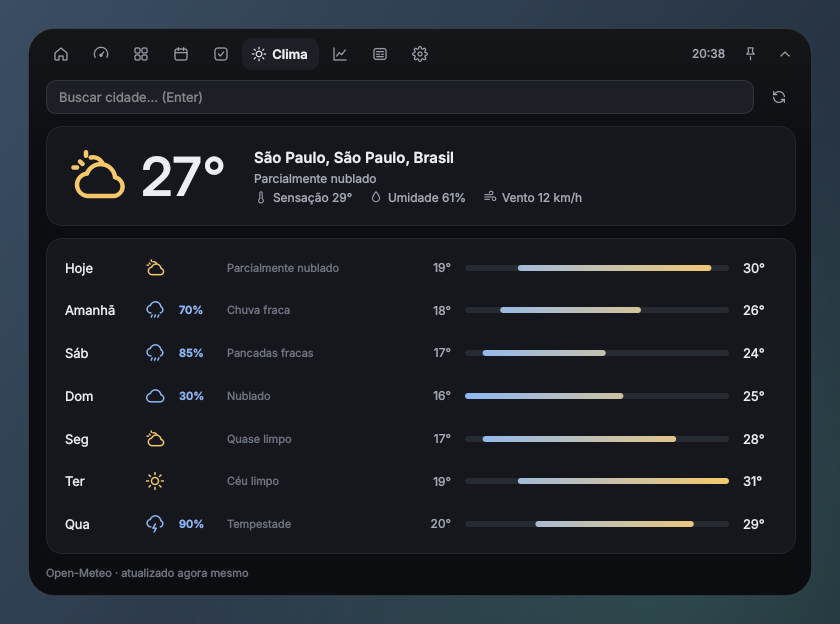 Clima 20:38
Buscar cidade... (Enter)
27°
São Paulo, São Paulo, Brasil
Parcialmente nublado
Sensação 29° Umidade 61% Vento 12 km/h
Hoje Parcialmente nublado 19° 30°
Amanhã 70% Chuva fraca 18° 26°
Sáb 85% Pancadas fracas 17° 24°
Dom 30% Nublado 16° 25°
Seg Quase limpo 17° 28°
Ter Céu limpo 19° 31°
Qua 90% Tempestade 20° 29°
Open-Meteo · atualizado agora mesmo